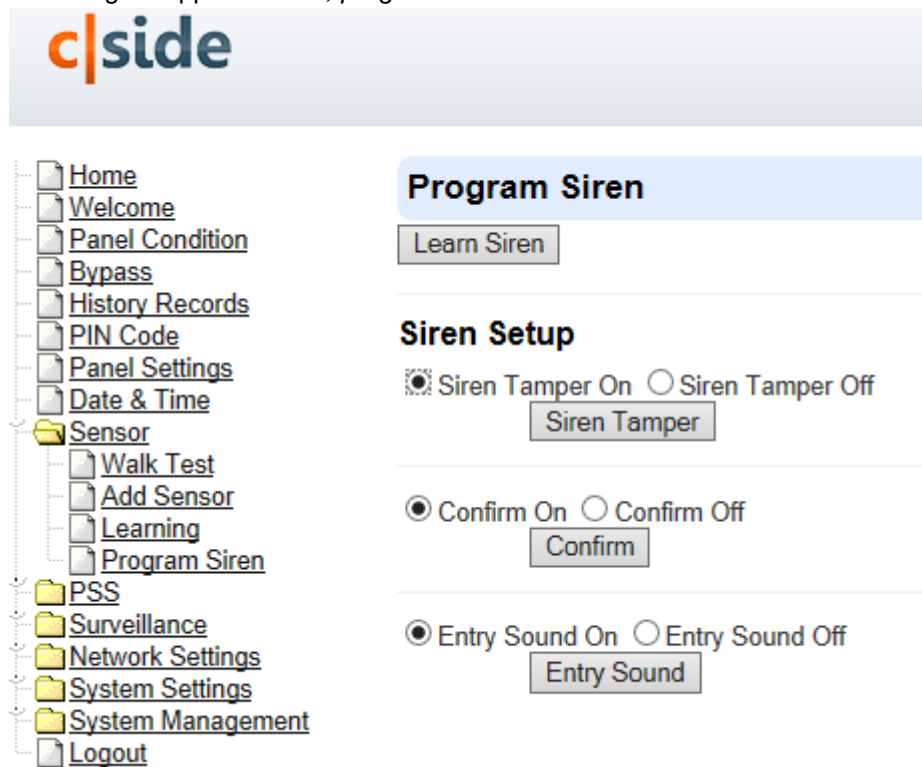 c|side
Home
Welcome
Panel Condition
Bypass
History Records
PIN Code
Panel Settings
Date & Time
Sensor
Walk Test
Add Sensor
Learning
Program Siren
PSS
Surveillance
Network Settings
System Settings
System Management
Logout
Program Siren
Learn Siren
Siren Setup
Siren Tamper On Siren Tamper Off
Siren Tamper
Confirm On Confirm Off
Confirm
Entry Sound On Entry Sound Off
Entry Sound